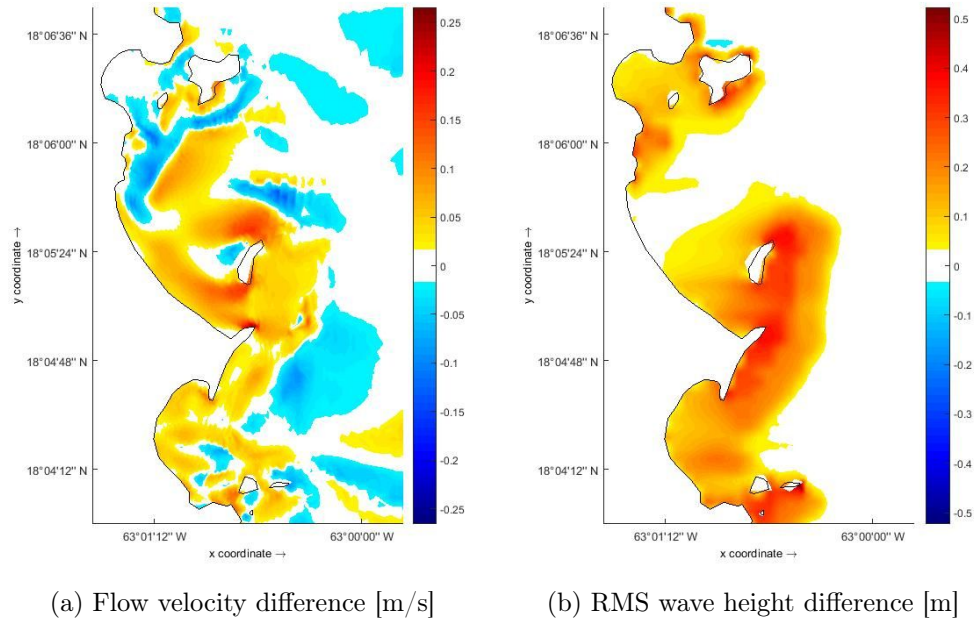 18°06'36'' N
18°06'00'' N
18°05'24'' N
18°04'48'' N
18°04'12'' N
y coordinate →
63°01'12'' W
63°00'00'' W
x coordinate →
0.25
0.2
0.15
0.1
0.05
0
-0.05
-0.1
-0.15
-0.2
-0.25
18°06'36'' N
18°06'00'' N
18°05'24'' N
18°04'48'' N
18°04'12'' N
y coordinate →
63°01'12'' W
63°00'00'' W
x coordinate →
0.5
0.4
0.3
0.2
0.1
0
-0.1
-0.2
-0.3
-0.4
-0.5
(a) Flow velocity difference [m/s]
(b) RMS wave height difference [m]